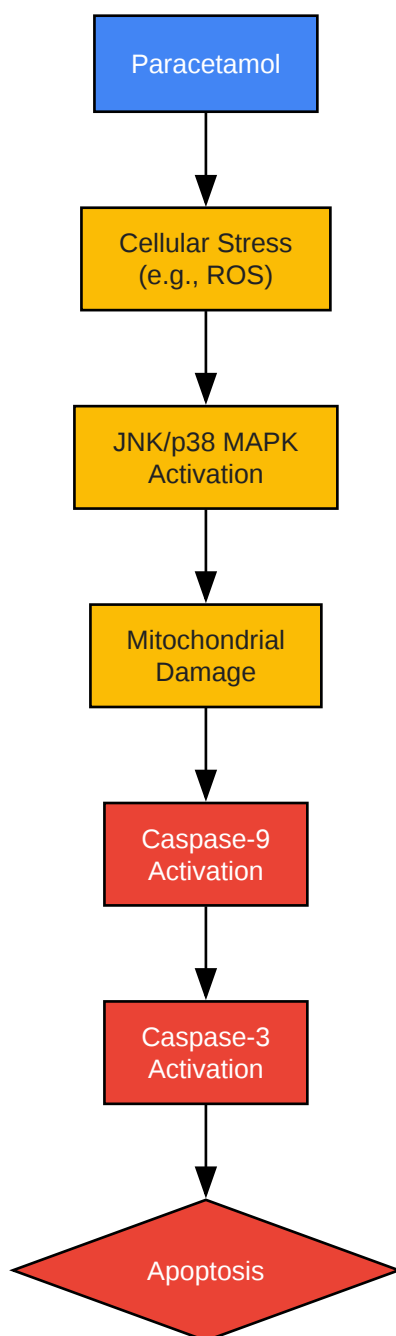 Paracetamol
Cellular Stress
(e.g., ROS)
JNK/p38 MAPK
Activation
Mitochondrial
Damage
Caspase-9
Activation
Caspase-3
Activation
Apoptosis